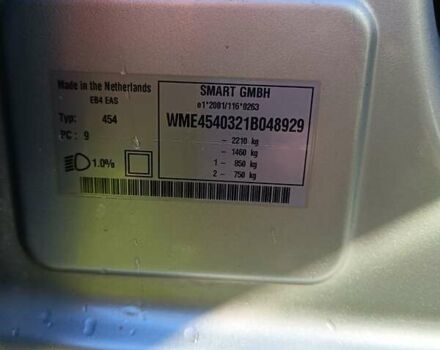 Made in the Netherlands
EB4 EAS
Typ: 454
PC: 9
1.0%
SMART GMBH
e1*2001/116*0263
WME4540321B048929
– 2210 kg
– 1460 kg
1 – 850 kg
2 – 750 kg